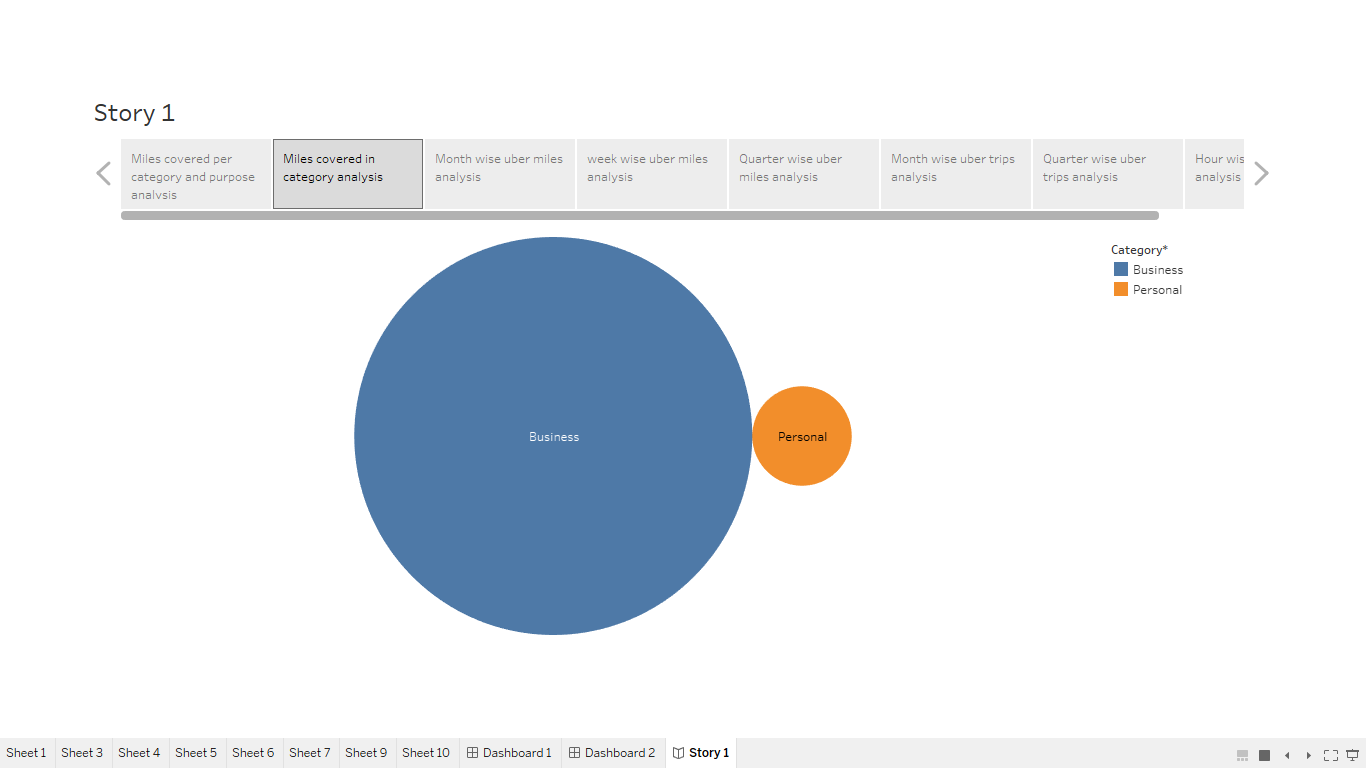 Story 1
Miles covered per
category and purpose
analysis
Miles covered in
category analysis
Month wise uber miles
analysis
week wise uber miles
analysis
Quarter wise uber
miles analysis
Month wise uber trips
analysis
Quarter wise uber
trips analysis
Hour wis
analysis
Category*
Business
Personal
Business
Personal
Sheet 1
Sheet 3
Sheet 4
Sheet 5
Sheet 6
Sheet 7
Sheet 9
Sheet 10
Dashboard 1
Dashboard 2
Story 1